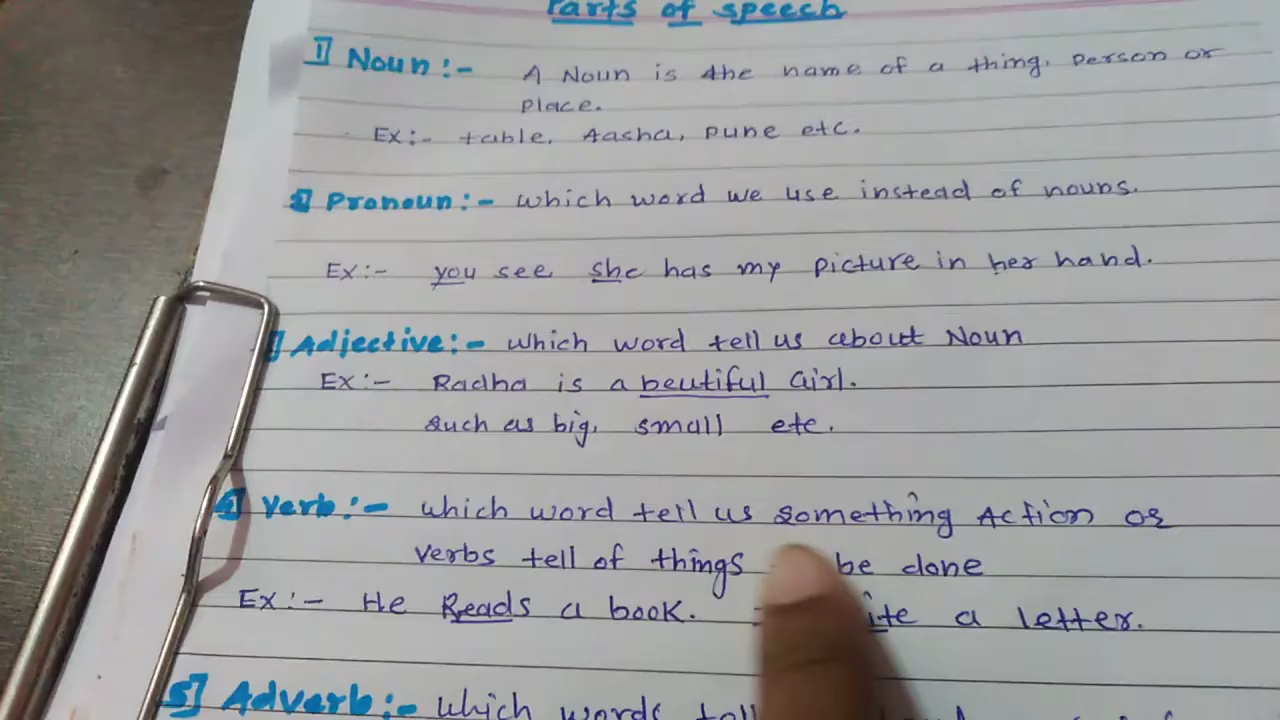 Parts of speech
1] Noun:- A Noun is the name of a thing, person or
place.
Ex:- table, Aasha, pune etc.
2] Pronoun:- which word we use instead of nouns.
Ex:- you see she has my picture in her hand.
Adjective:- which word tell us about Noun
Ex:- Radha is a beutiful Girl.
such as big, small etc.
4] Verb:- which word tell us something Action or
verbs tell of things be done
Ex:- He Reads a book. a letter.
5] Adverb:- which words tell